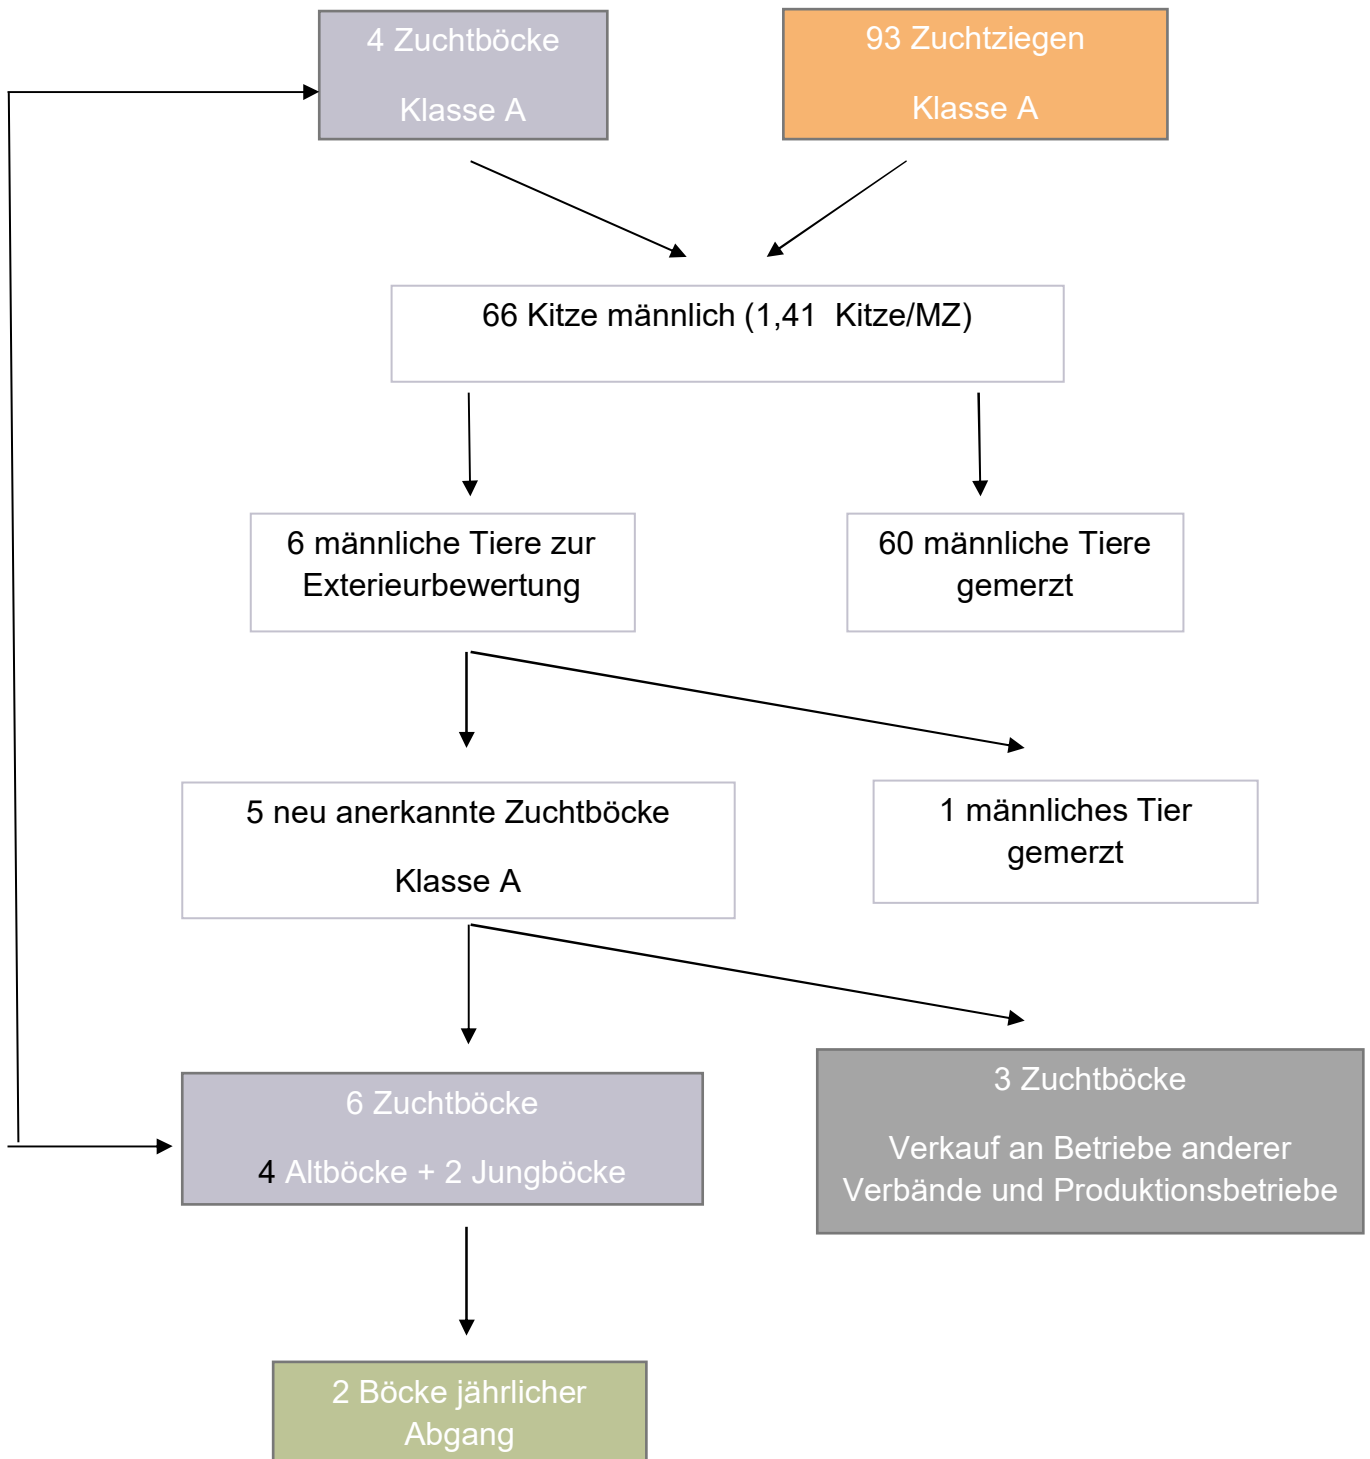 4 Zuchtböcke
Klasse A
93 Zuchtziegen
Klasse A
66 Kitze männlich (1,41 Kitze/MZ)
6 männliche Tiere zur
Exterieurbewertung
60 männliche Tiere
gemerzt
5 neu anerkannte Zuchtböcke
Klasse A
1 männliches Tier
gemerzt
6 Zuchtböcke
4 Altböcke + 2 Jungböcke
3 Zuchtböcke
Verkauf an Betriebe anderer
Verbände und Produktionsbetriebe
2 Böcke jährlicher
Abgang